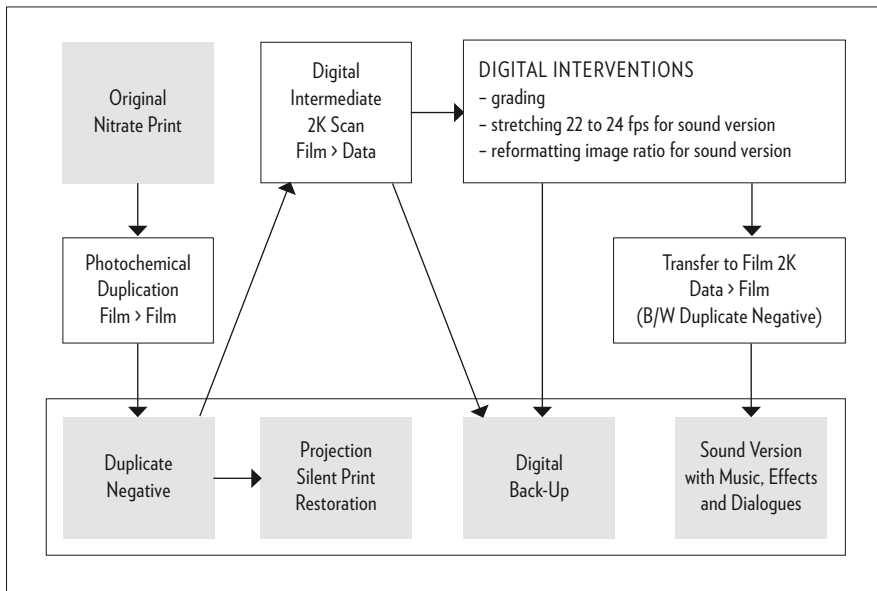 Original
Nitrate Print
Digital
Intermediate
2K Scan
Film > Data
DIGITAL INTERVENTIONS
– grading
– stretching 22 to 24 fps for sound version
– reformatting image ratio for sound version
Photochemical
Duplication
Film > Film
Transfer to Film 2K
Data > Film
(B/W Duplicate Negative)
Duplicate
Negative
Projection
Silent Print
Restoration
Digital
Back-Up
Sound Version
with Music, Effects
and Dialogues